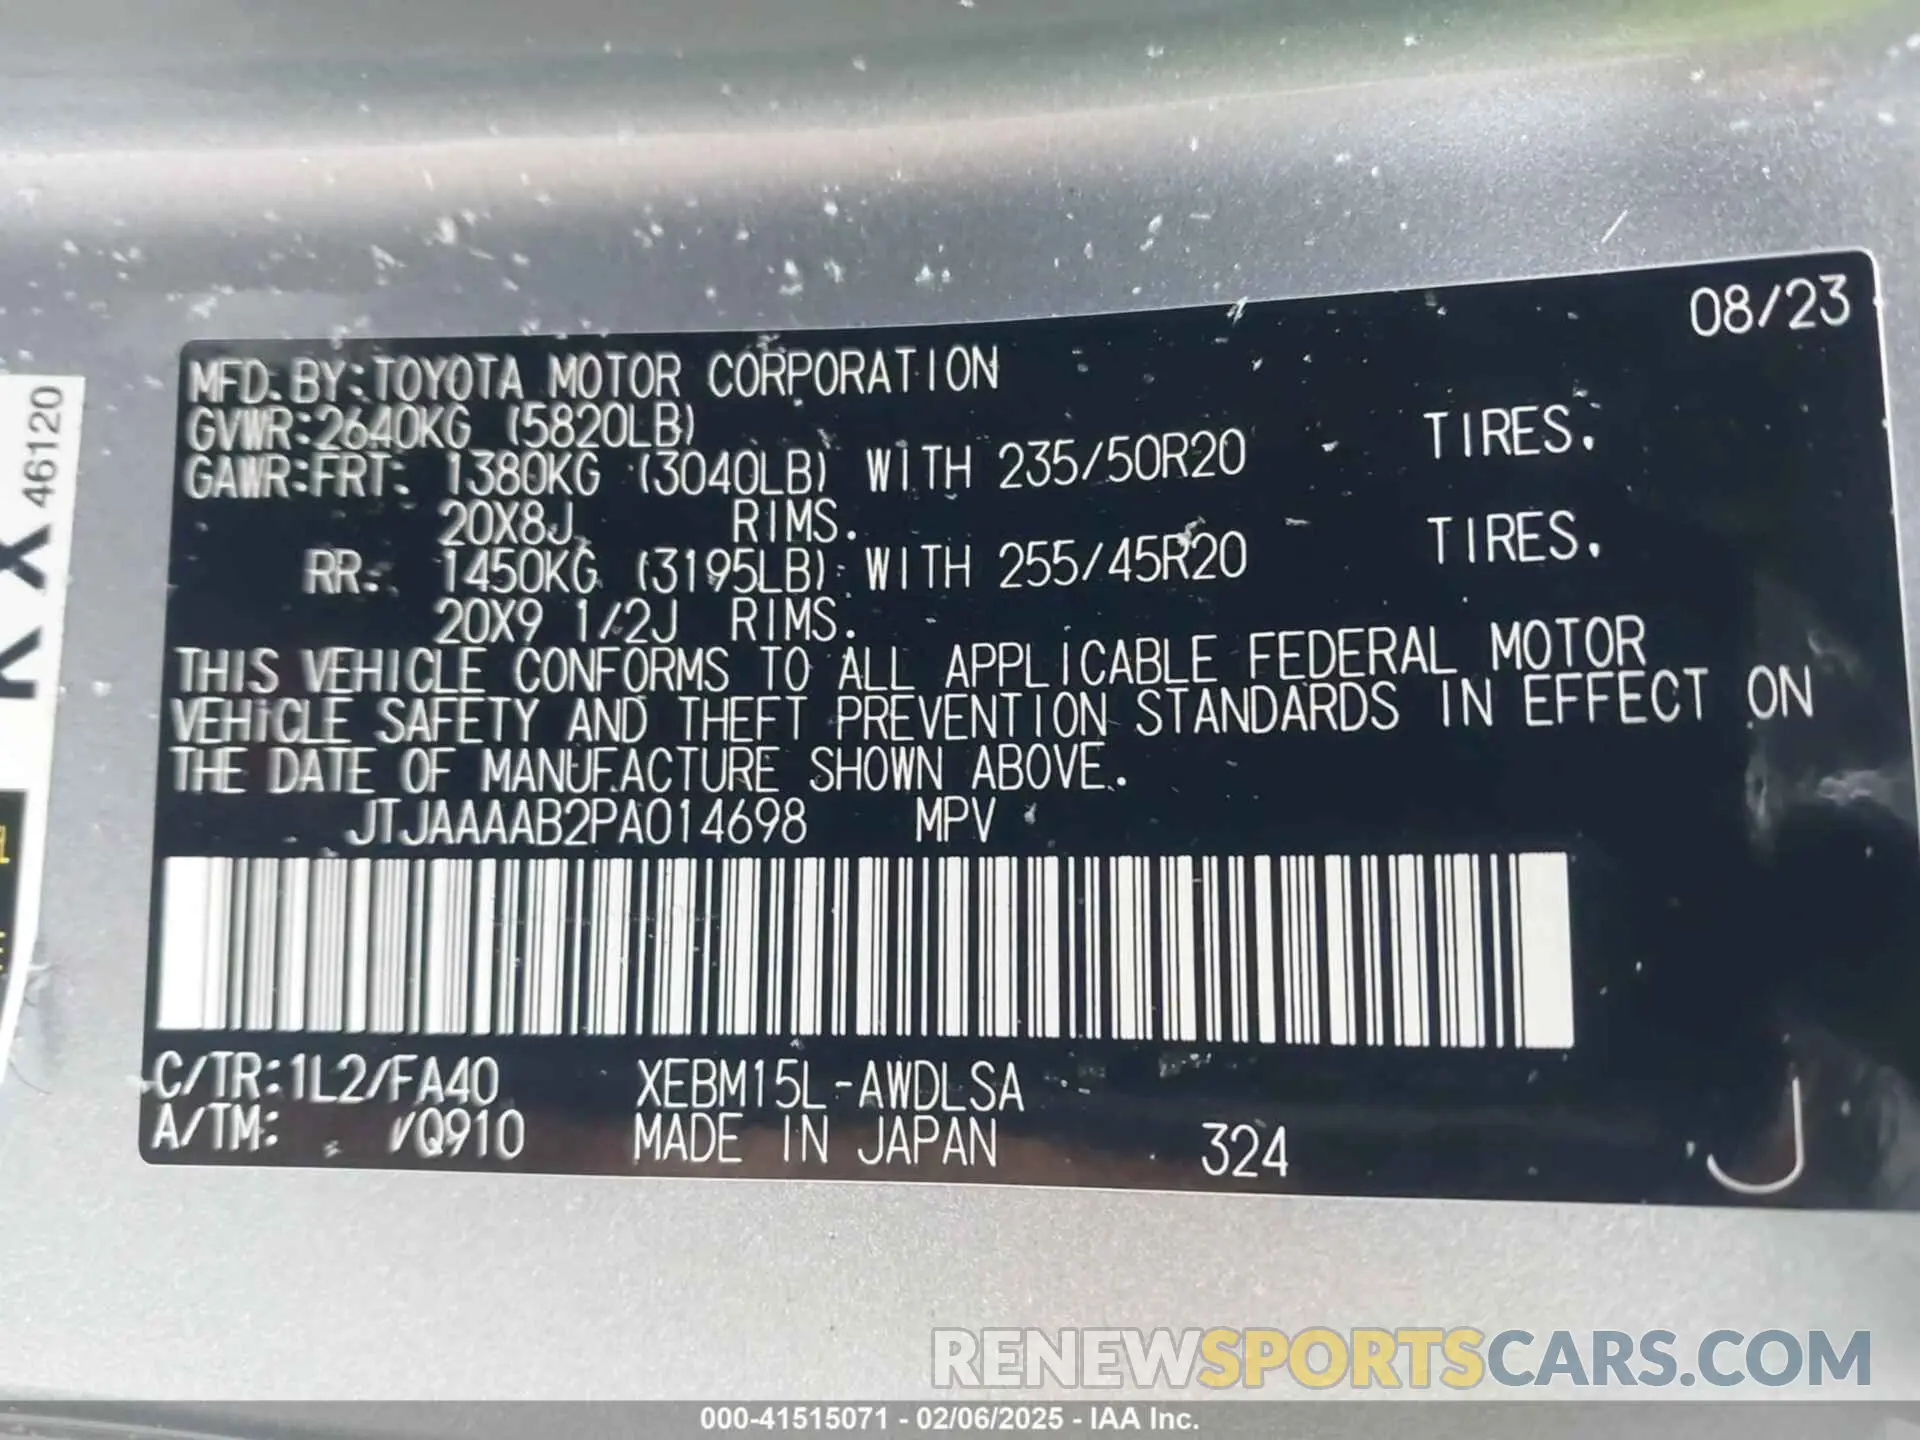 08/23
MFD. BY: TOYOTA MOTOR CORPORATION
GVWR: 2640KG (5820LB)
GAWR: FRT: 1380KG (3040LB) WITH 235/50R20 TIRES.
20X8J RIMS.
RR: 1450KG (3195LB) WITH 255/45R20 TIRES.
20X9 1/2J RIMS.
THIS VEHICLE CONFORMS TO ALL APPLICABLE FEDERAL MOTOR
VEHICLE SAFETY AND THEFT PREVENTION STANDARDS IN EFFECT ON
THE DATE OF MANUFACTURE SHOWN ABOVE.
JTJAAAAB2PA014698 MPV
C/TR: 1L2/FA40 XEBM15L-AWDLSA
A/TM: /Q910 MADE IN JAPAN 324
J
46120
RENEWSPORTSCARS.COM
000-41515071 - 02/06/2025 - IAA Inc.